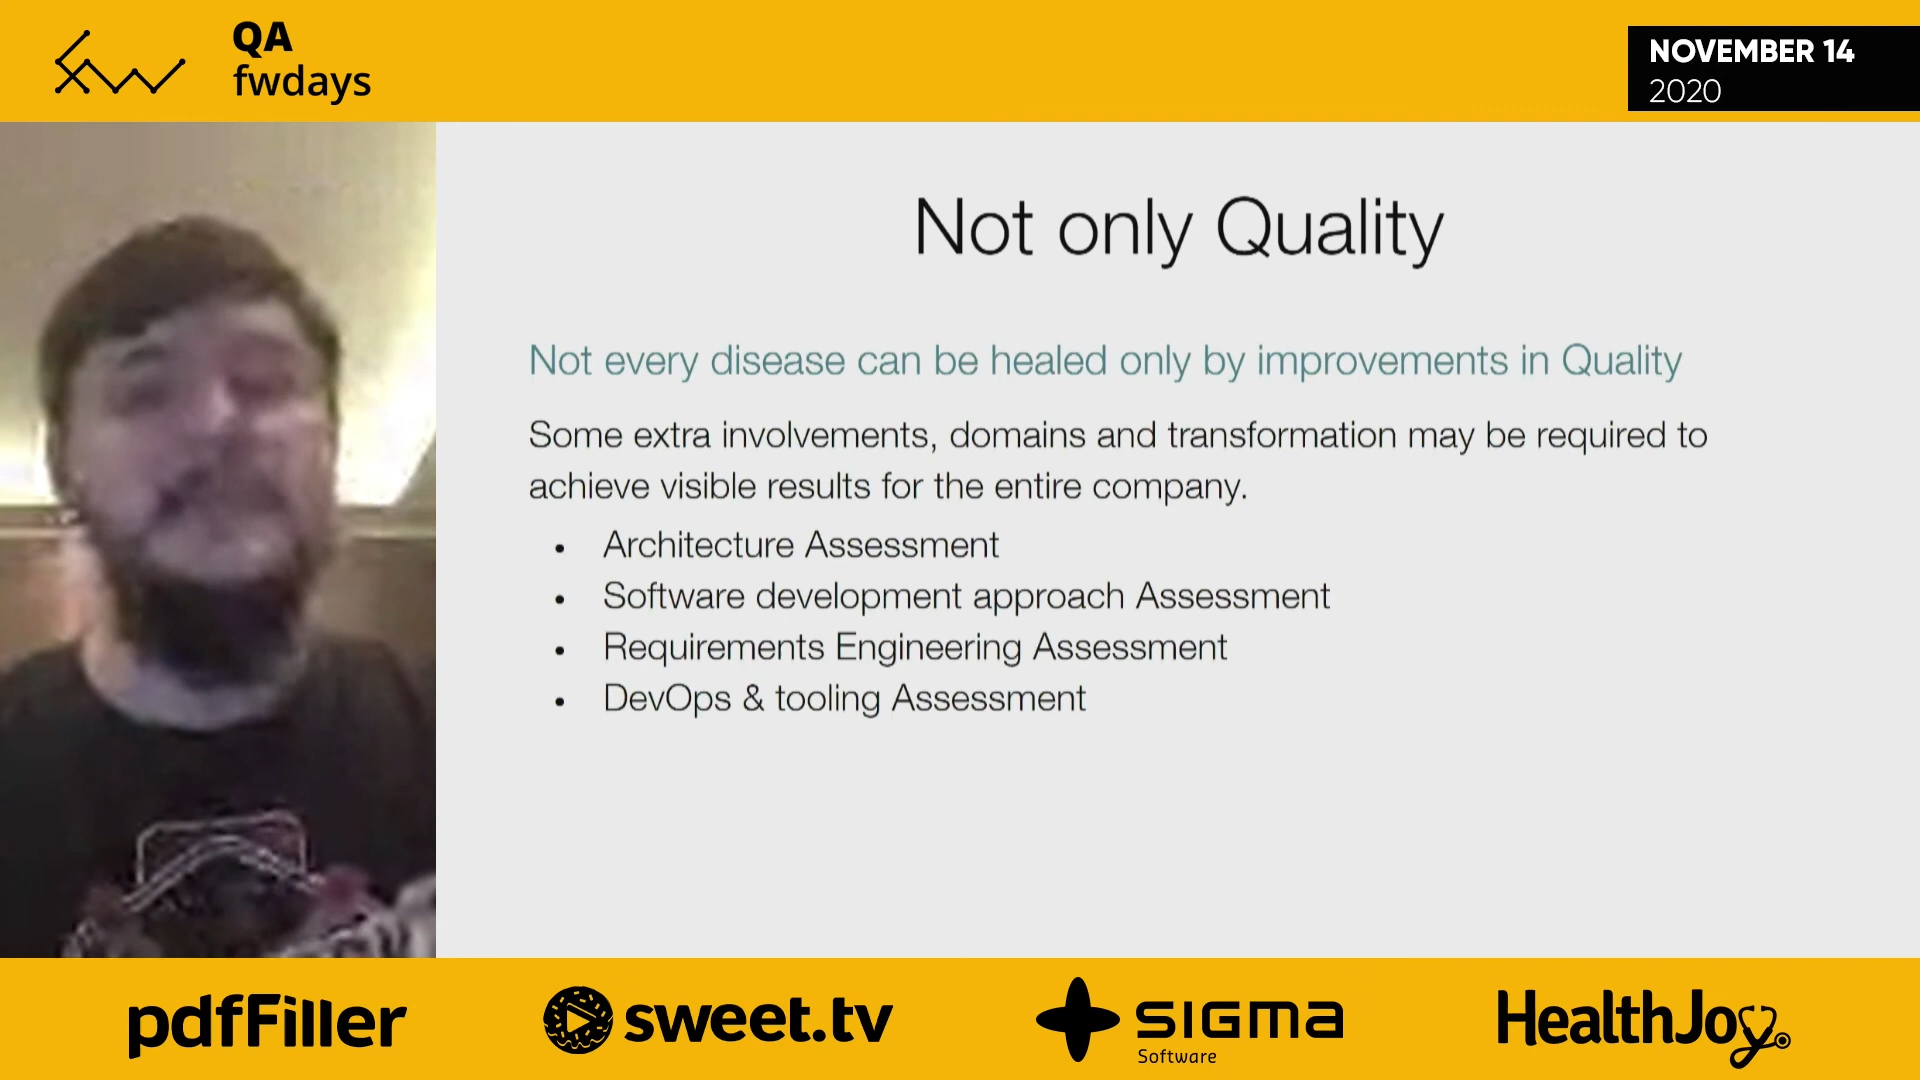 QA
fwdays
NOVEMBER 14
2020
Not only Quality
Not every disease can be healed only by improvements in Quality
Some extra involvements, domains and transformation may be required to
achieve visible results for the entire company.
• Architecture Assessment
• Software development approach Assessment
• Requirements Engineering Assessment
• DevOps & tooling Assessment
pdfFiller
sweet.tv
SIGMA
Software
HealthJoy